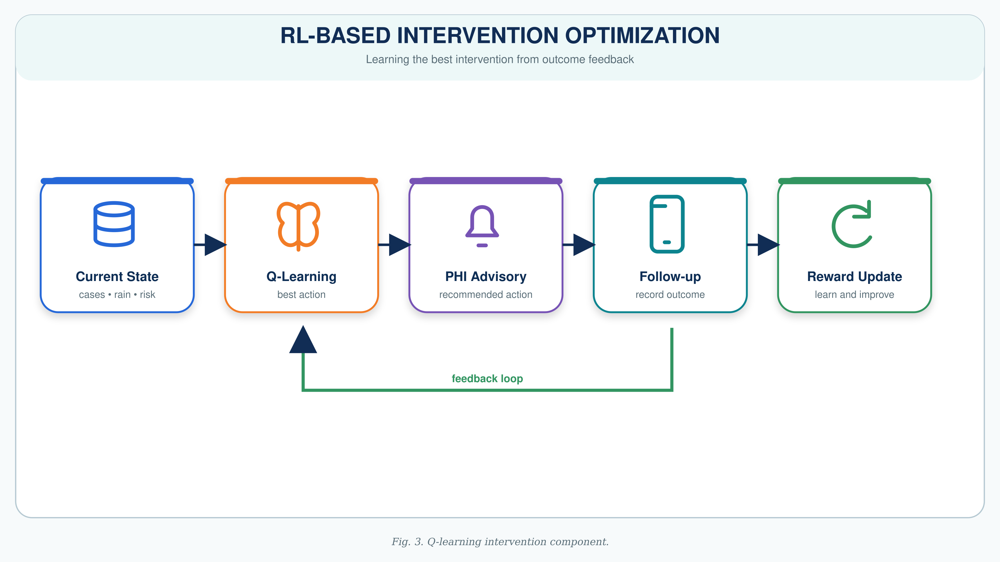 RL-BASED INTERVENTION OPTIMIZATION
Learning the best intervention from outcome feedback
Current State
cases • rain • risk
Q-Learning
best action
PHI Advisory
recommended action
Follow-up
record outcome
Reward Update
learn and improve
feedback loop
Fig. 3. Q-learning intervention component.